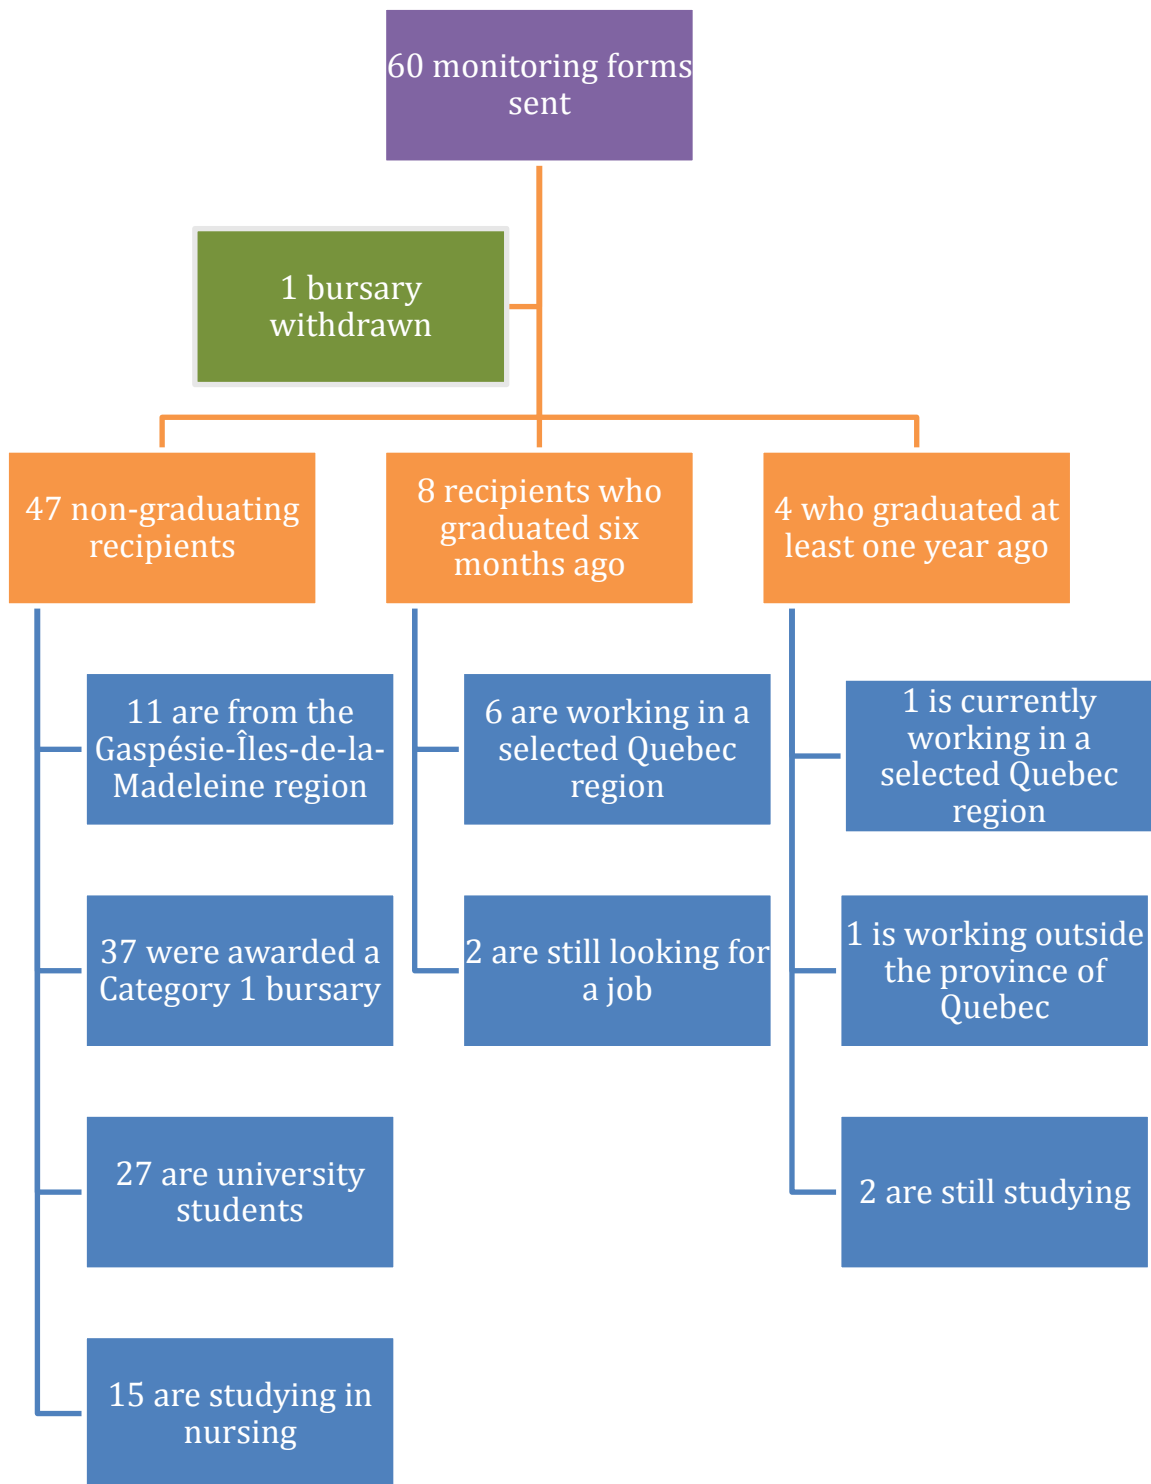 60 monitoring forms
sent
1 bursary
withdrawn
47 non-graduating
recipients
8 recipients who
graduated six
months ago
4 who graduated at
least one year ago
11 are from the
Gaspésie-Îles-de-la-
Madeleine region
6 are working in a
selected Quebec
region
1 is currently
working in a
selected Quebec
region
37 were awarded a
Category 1 bursary
2 are still looking for
a job
1 is working outside
the province of
Quebec
27 are university
students
2 are still studying
15 are studying in
nursing